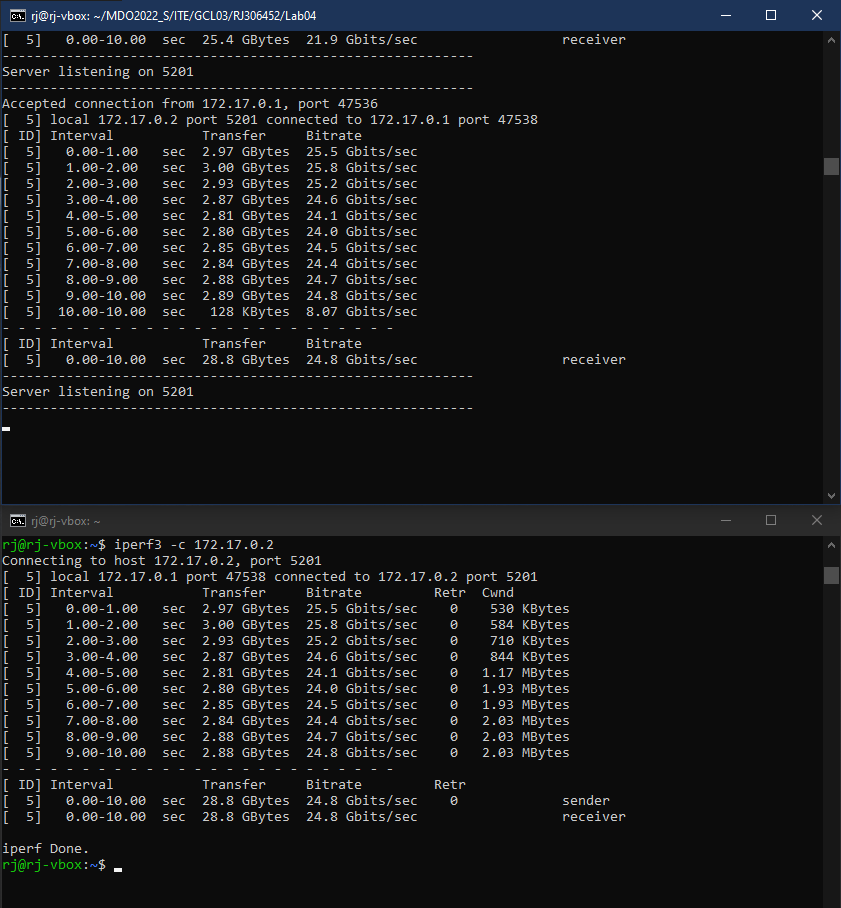 rj@rj-vbox: ~/MDO2022_S/ITE/GCL03/RJ306452/Lab04
[  5]   0.00-10.00  sec  25.4 GBytes  21.9 Gbits/sec                  receiver
-----------------------------------------------------------
Server listening on 5201
-----------------------------------------------------------
Accepted connection from 172.17.0.1, port 47536
[  5] local 172.17.0.2 port 5201 connected to 172.17.0.1 port 47538
[ ID] Interval           Transfer     Bitrate
[  5]   0.00-1.00   sec  2.97 GBytes  25.5 Gbits/sec
[  5]   1.00-2.00   sec  3.00 GBytes  25.8 Gbits/sec
[  5]   2.00-3.00   sec  2.93 GBytes  25.2 Gbits/sec
[  5]   3.00-4.00   sec  2.87 GBytes  24.6 Gbits/sec
[  5]   4.00-5.00   sec  2.81 GBytes  24.1 Gbits/sec
[  5]   5.00-6.00   sec  2.80 GBytes  24.0 Gbits/sec
[  5]   6.00-7.00   sec  2.85 GBytes  24.5 Gbits/sec
[  5]   7.00-8.00   sec  2.84 GBytes  24.4 Gbits/sec
[  5]   8.00-9.00   sec  2.88 GBytes  24.7 Gbits/sec
[  5]   9.00-10.00  sec  2.89 GBytes  24.8 Gbits/sec
[  5]  10.00-10.00  sec   128 KBytes  8.07 Gbits/sec
- - - - - - - - - - - - - - - - - - - - - - - - -
[ ID] Interval           Transfer     Bitrate
[  5]   0.00-10.00  sec  28.8 GBytes  24.8 Gbits/sec                  receiver
-----------------------------------------------------------
Server listening on 5201
-----------------------------------------------------------
rj@rj-vbox: ~
rj@rj-vbox:~$ iperf3 -c 172.17.0.2
Connecting to host 172.17.0.2, port 5201
[  5] local 172.17.0.1 port 47538 connected to 172.17.0.2 port 5201
[ ID] Interval           Transfer     Bitrate         Retr  Cwnd
[  5]   0.00-1.00   sec  2.97 GBytes  25.5 Gbits/sec    0    530 KBytes
[  5]   1.00-2.00   sec  3.00 GBytes  25.8 Gbits/sec    0    584 KBytes
[  5]   2.00-3.00   sec  2.93 GBytes  25.2 Gbits/sec    0    710 KBytes
[  5]   3.00-4.00   sec  2.87 GBytes  24.6 Gbits/sec    0    844 KBytes
[  5]   4.00-5.00   sec  2.81 GBytes  24.1 Gbits/sec    0   1.17 MBytes
[  5]   5.00-6.00   sec  2.80 GBytes  24.0 Gbits/sec    0   1.93 MBytes
[  5]   6.00-7.00   sec  2.85 GBytes  24.5 Gbits/sec    0   1.93 MBytes
[  5]   7.00-8.00   sec  2.84 GBytes  24.4 Gbits/sec    0   2.03 MBytes
[  5]   8.00-9.00   sec  2.88 GBytes  24.7 Gbits/sec    0   2.03 MBytes
[  5]   9.00-10.00  sec  2.88 GBytes  24.8 Gbits/sec    0   2.03 MBytes
- - - - - - - - - - - - - - - - - - - - - - - - -
[ ID] Interval           Transfer     Bitrate         Retr
[  5]   0.00-10.00  sec  28.8 GBytes  24.8 Gbits/sec    0             sender
[  5]   0.00-10.00  sec  28.8 GBytes  24.8 Gbits/sec                  receiver
iperf Done.
rj@rj-vbox:~$